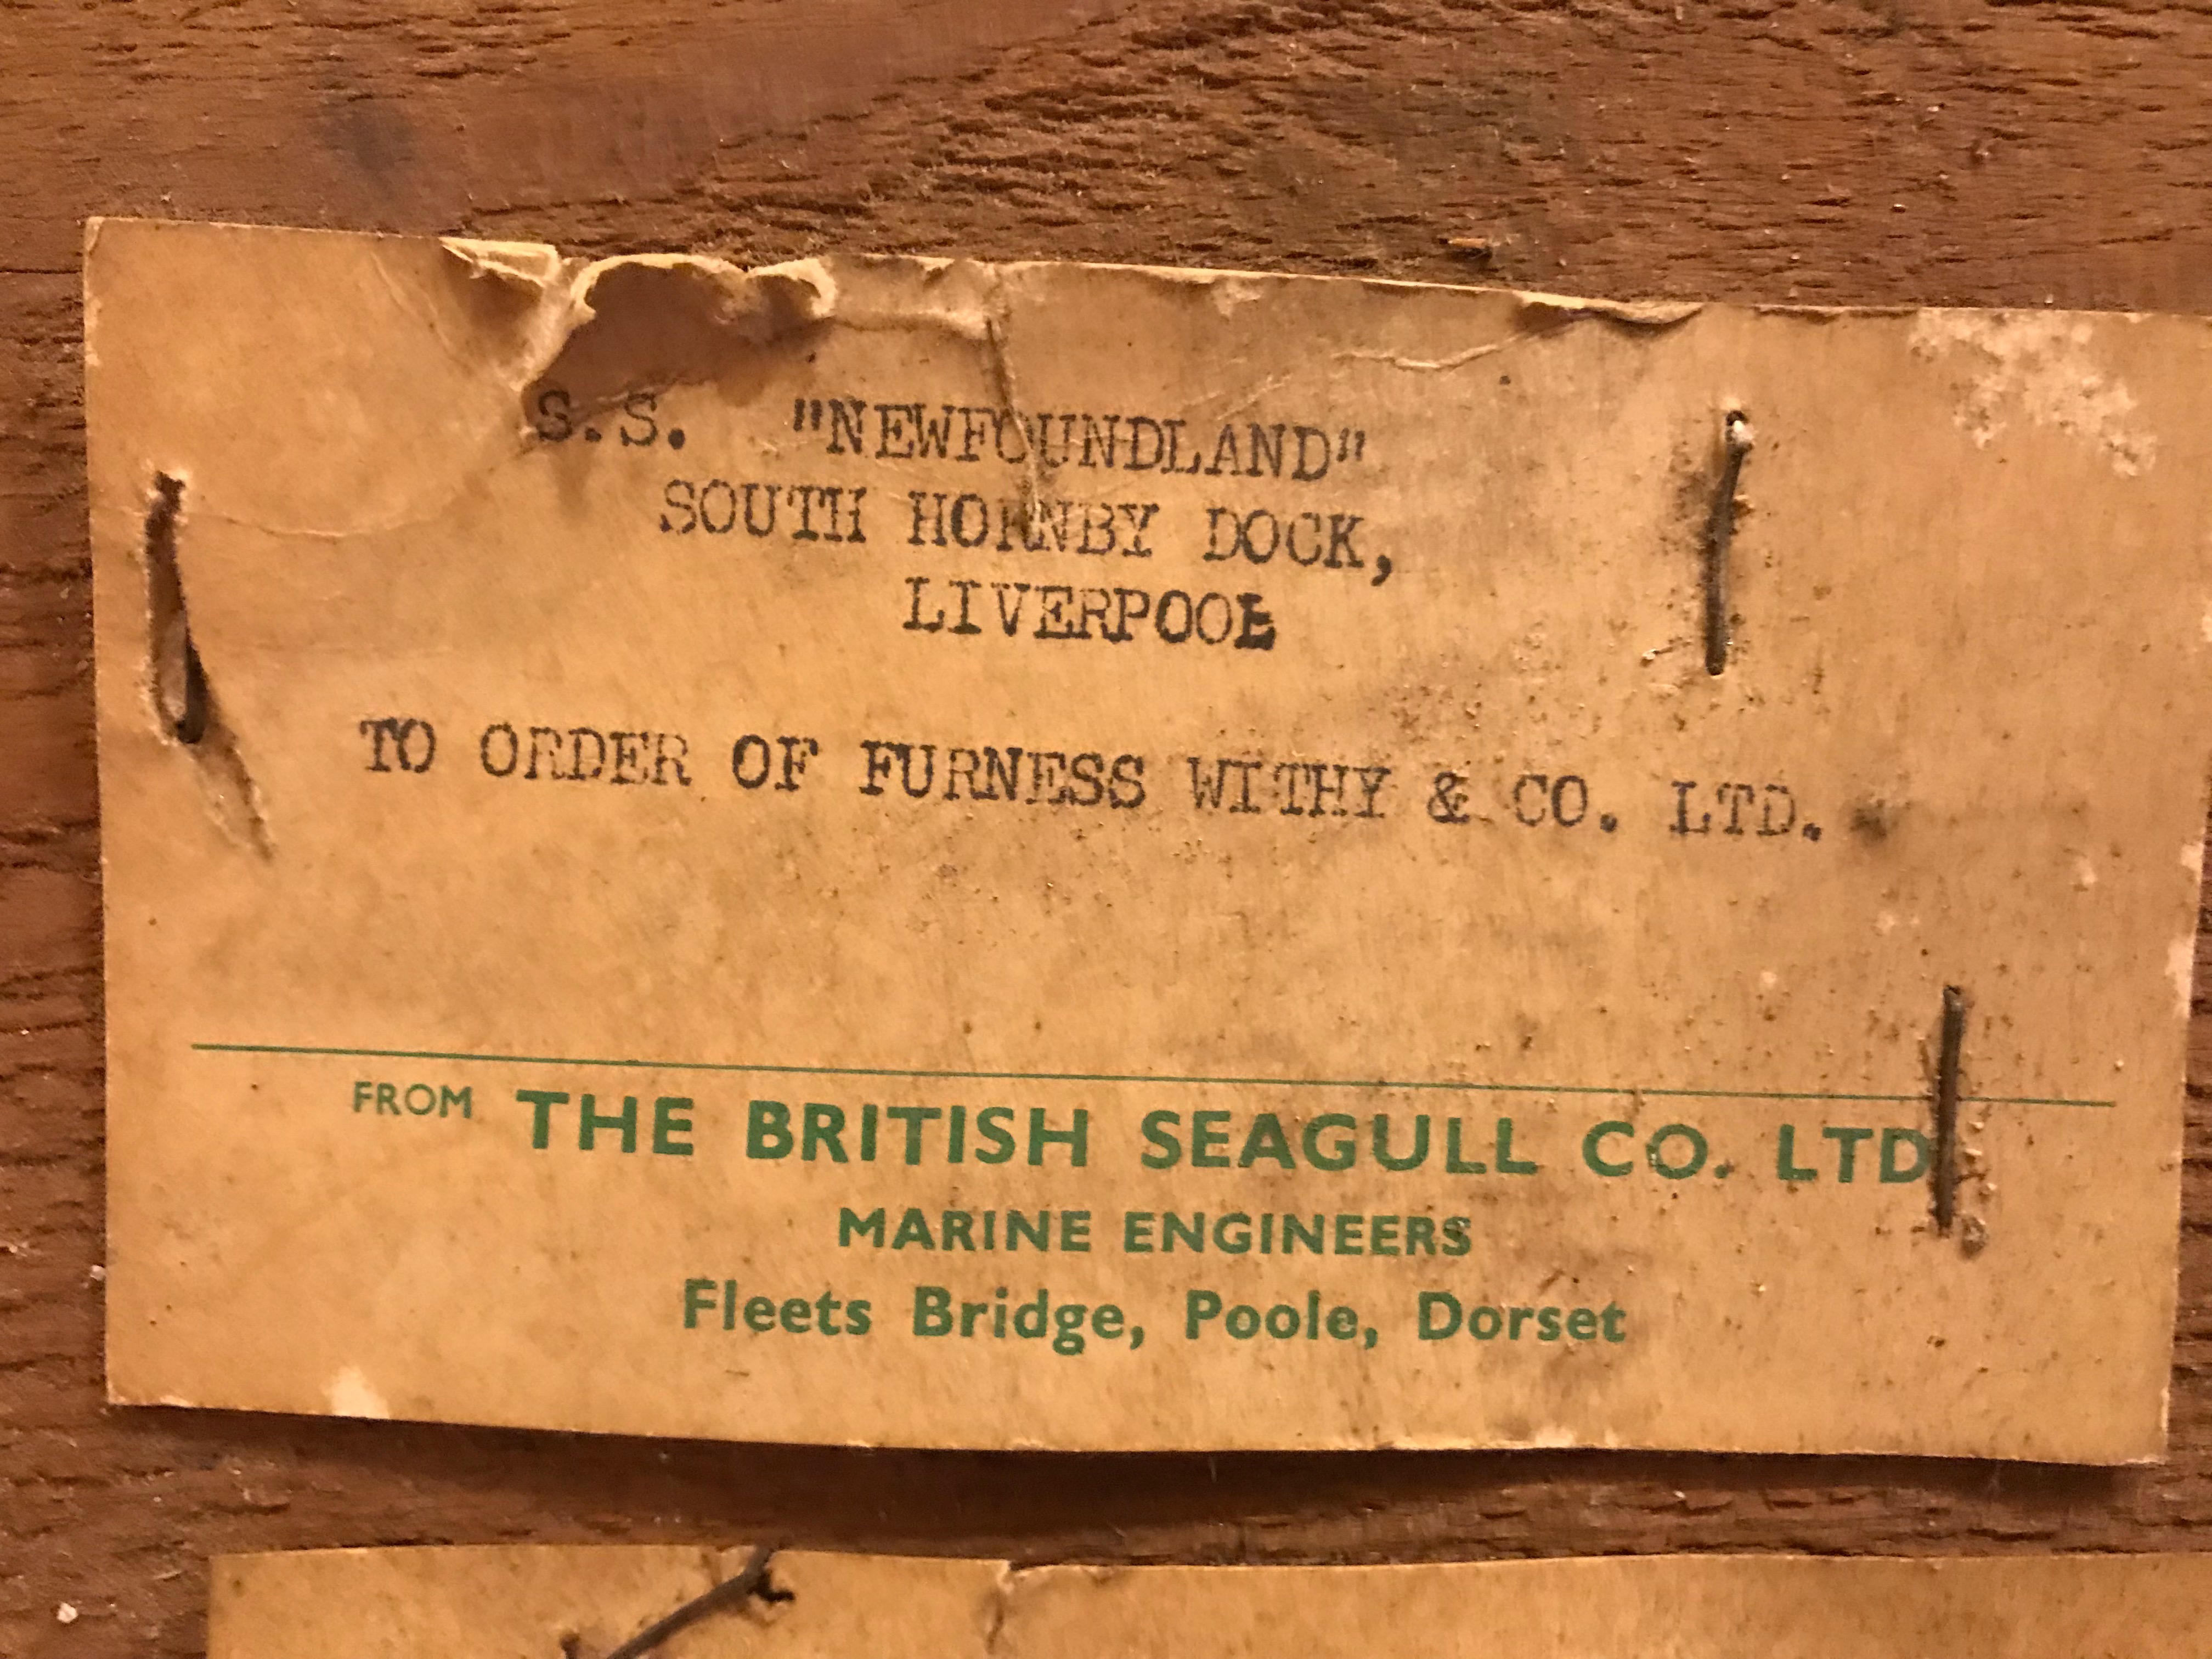 S.S. "NEWFOUNDLAND"
SOUTH HORNBY DOCK,
LIVERPOOL
TO ORDER OF FURNESS WITHY & CO. LTD.
FROM THE BRITISH SEAGULL CO. LTD
MARINE ENGINEERS
Fleets Bridge, Poole, Dorset